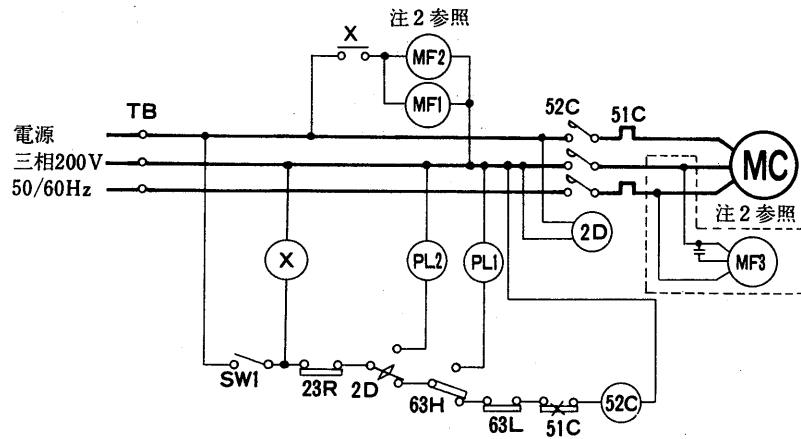 注2参照
X
MF2
MF1
52C
51C
TB
電源
三相200V
50/60Hz
MC
注2参照
2D
MF3
X
PL2
PL1
SW1
23R
2D
63H
63L
51C
52C